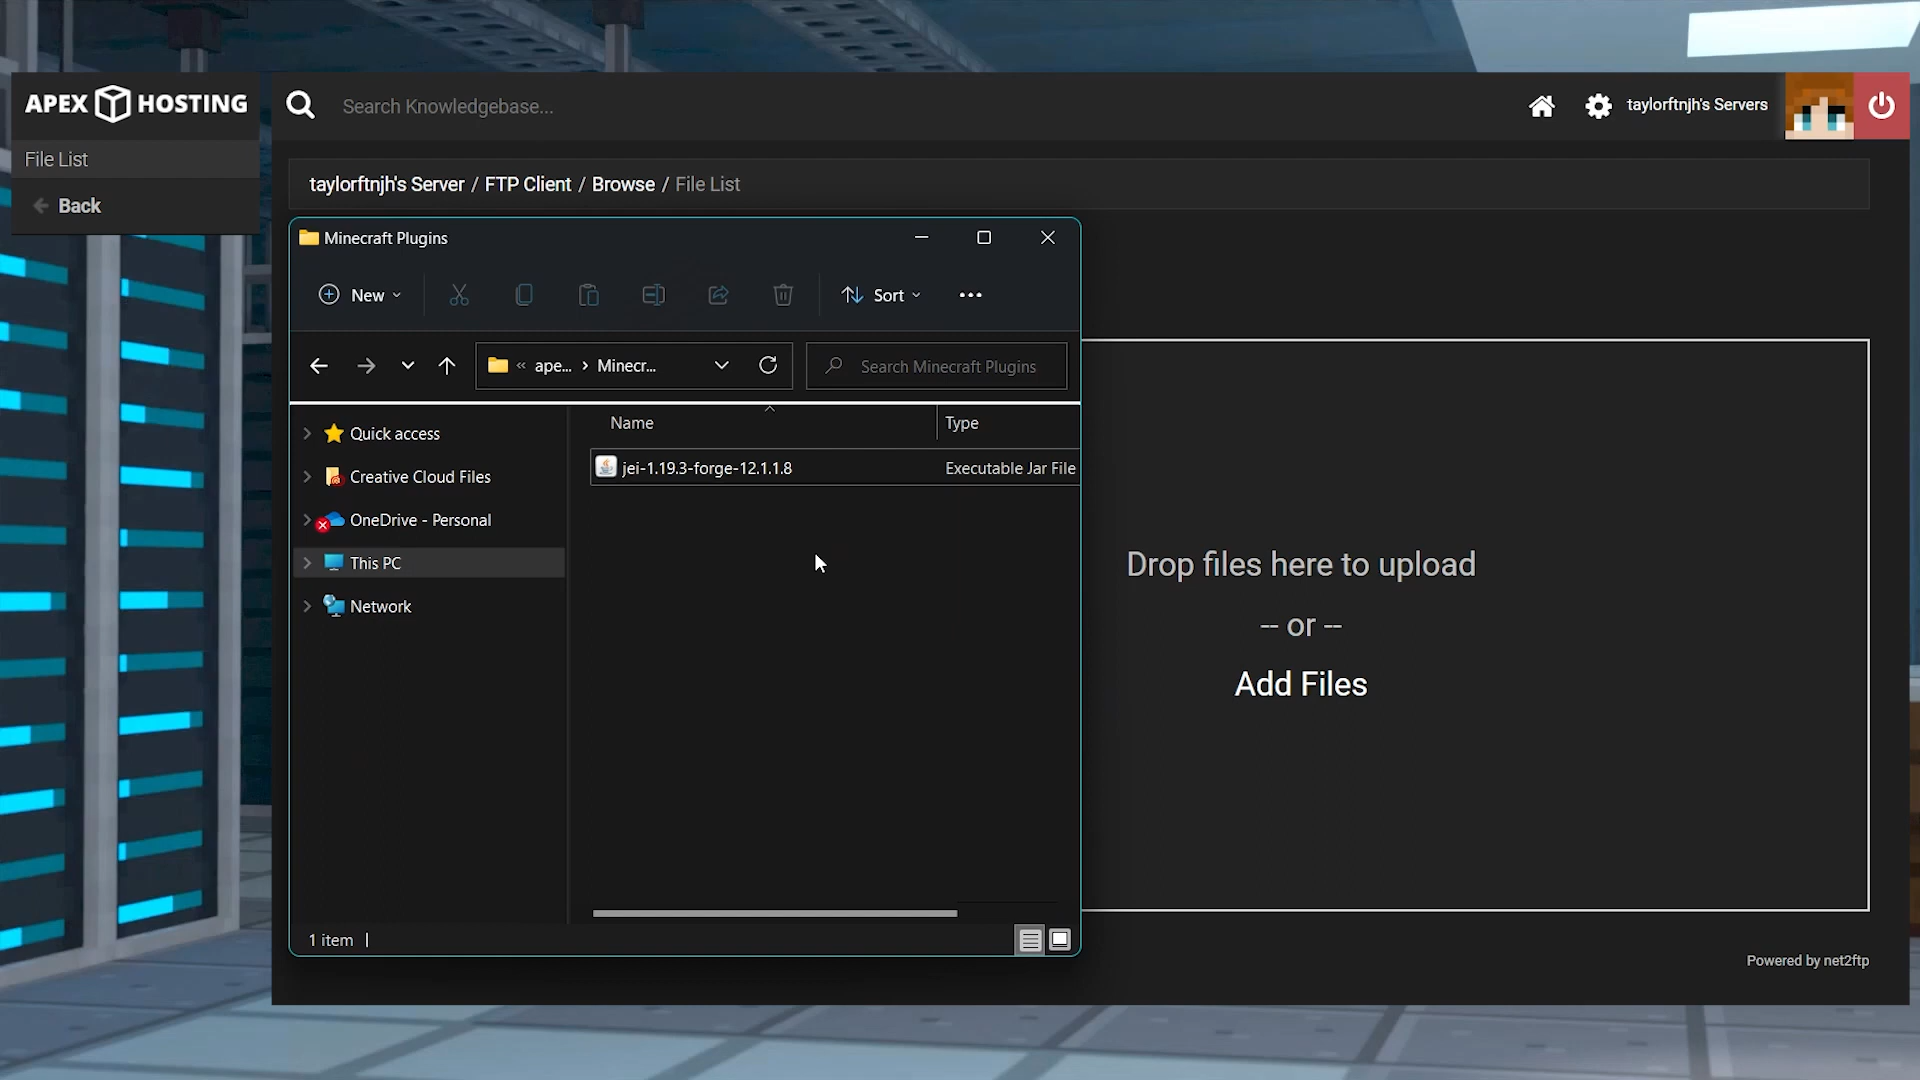 APEX HOSTING
Search Knowledgebase...
taylorftnjh's Servers
File List
Back
taylorftnjh's Server / FTP Client / Browse / File List
Minecraft Plugins
New
Sort
« ape... › Minecr...
Search Minecraft Plugins
Quick access
Creative Cloud Files
OneDrive - Personal
This PC
Network
Name Type
jei-1.19.3-forge-12.1.1.8 Executable Jar File
Drop files here to upload
-- or --
Add Files
1 item
Powered by net2ftp